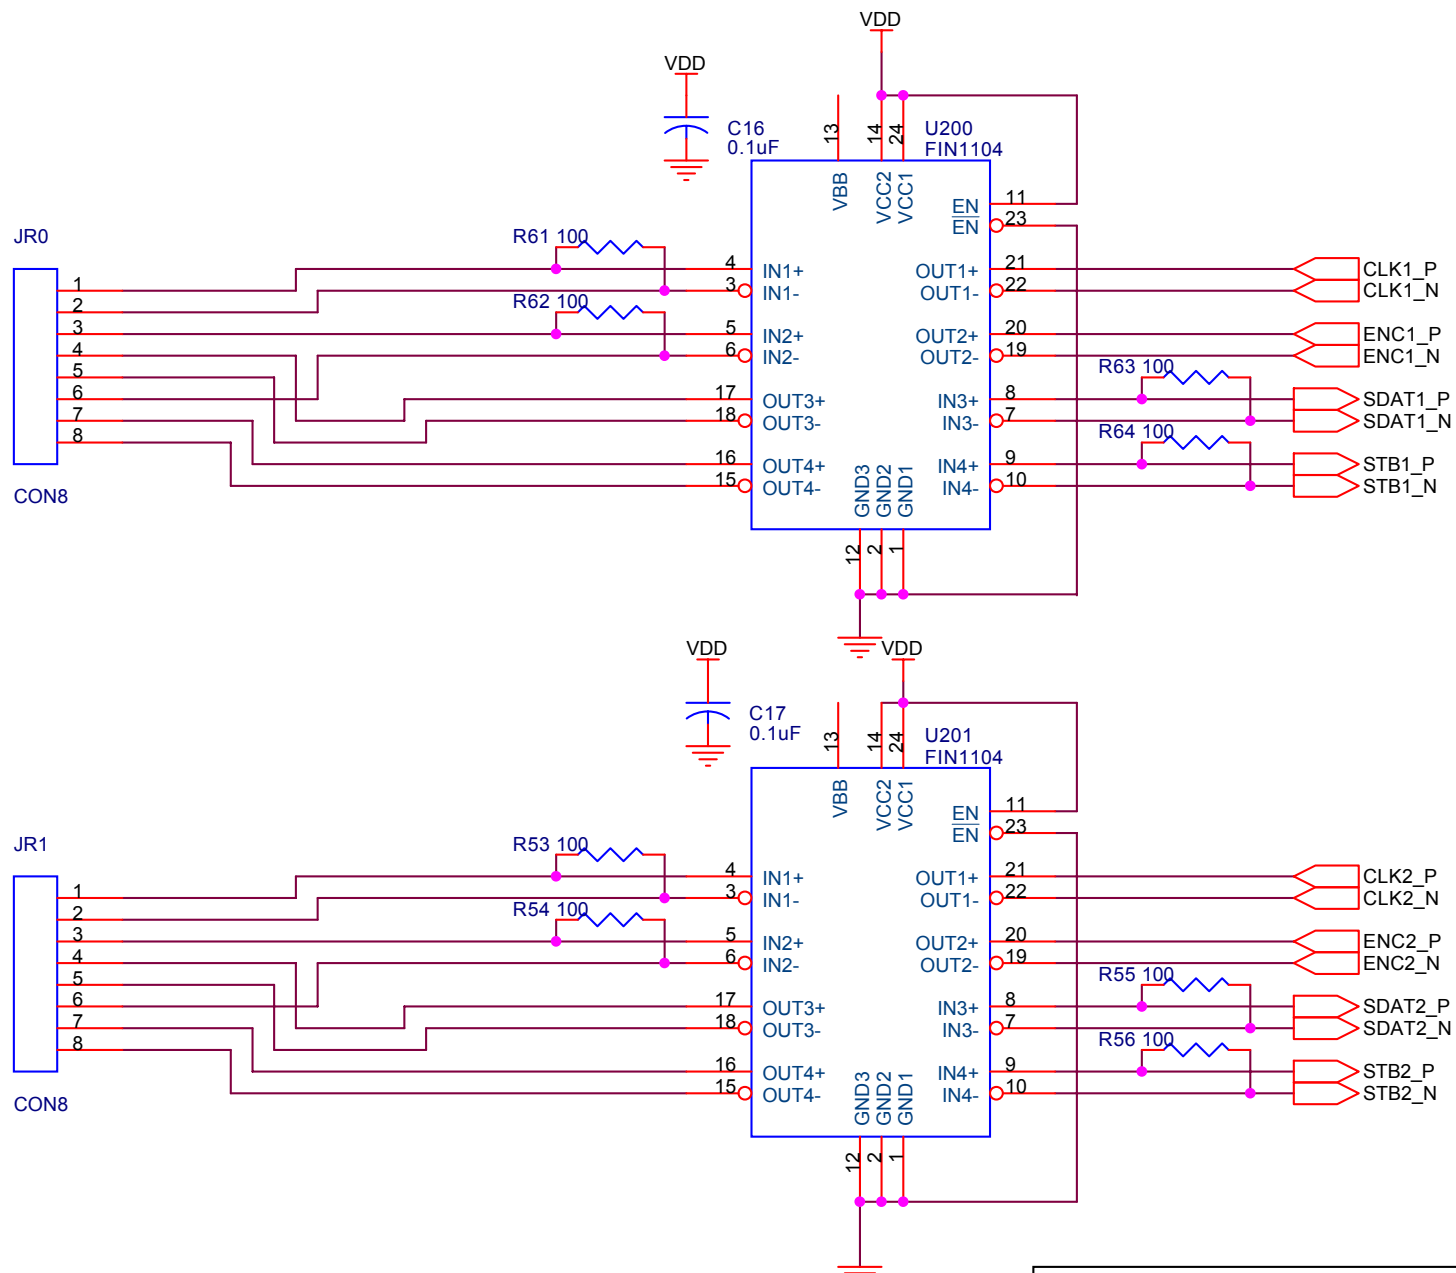 VDD
VDD
C16
0.1uF
13
14
24
U200
FIN1104
VBB
VCC2
VCC1
EN
11
EN
23
JR0
1
2
3
4
5
6
7
8
CON8
R61 100
R62 100
4
IN1+
3
IN1-
5
IN2+
6
IN2-
17
OUT3+
18
OUT3-
16
OUT4+
15
OUT4-
OUT1+
21
CLK1_P
OUT1-
22
CLK1_N
OUT2+
20
ENC1_P
OUT2-
19
ENC1_N
R63 100
IN3+
8
SDAT1_P
IN3-
7
SDAT1_N
R64 100
IN4+
9
STB1_P
IN4-
10
STB1_N
GND3
GND2
GND1
12
2
1
VDD
VDD
C17
0.1uF
13
14
24
U201
FIN1104
VBB
VCC2
VCC1
EN
11
EN
23
JR1
1
2
3
4
5
6
7
8
CON8
R53 100
R54 100
4
IN1+
3
IN1-
5
IN2+
6
IN2-
17
OUT3+
18
OUT3-
16
OUT4+
15
OUT4-
OUT1+
21
CLK2_P
OUT1-
22
CLK2_N
OUT2+
20
ENC2_P
OUT2-
19
ENC2_N
R55 100
IN3+
8
SDAT2_P
IN3-
7
SDAT2_N
R56 100
IN4+
9
STB2_P
IN4-
10
STB2_N
GND3
GND2
GND1
12
2
1